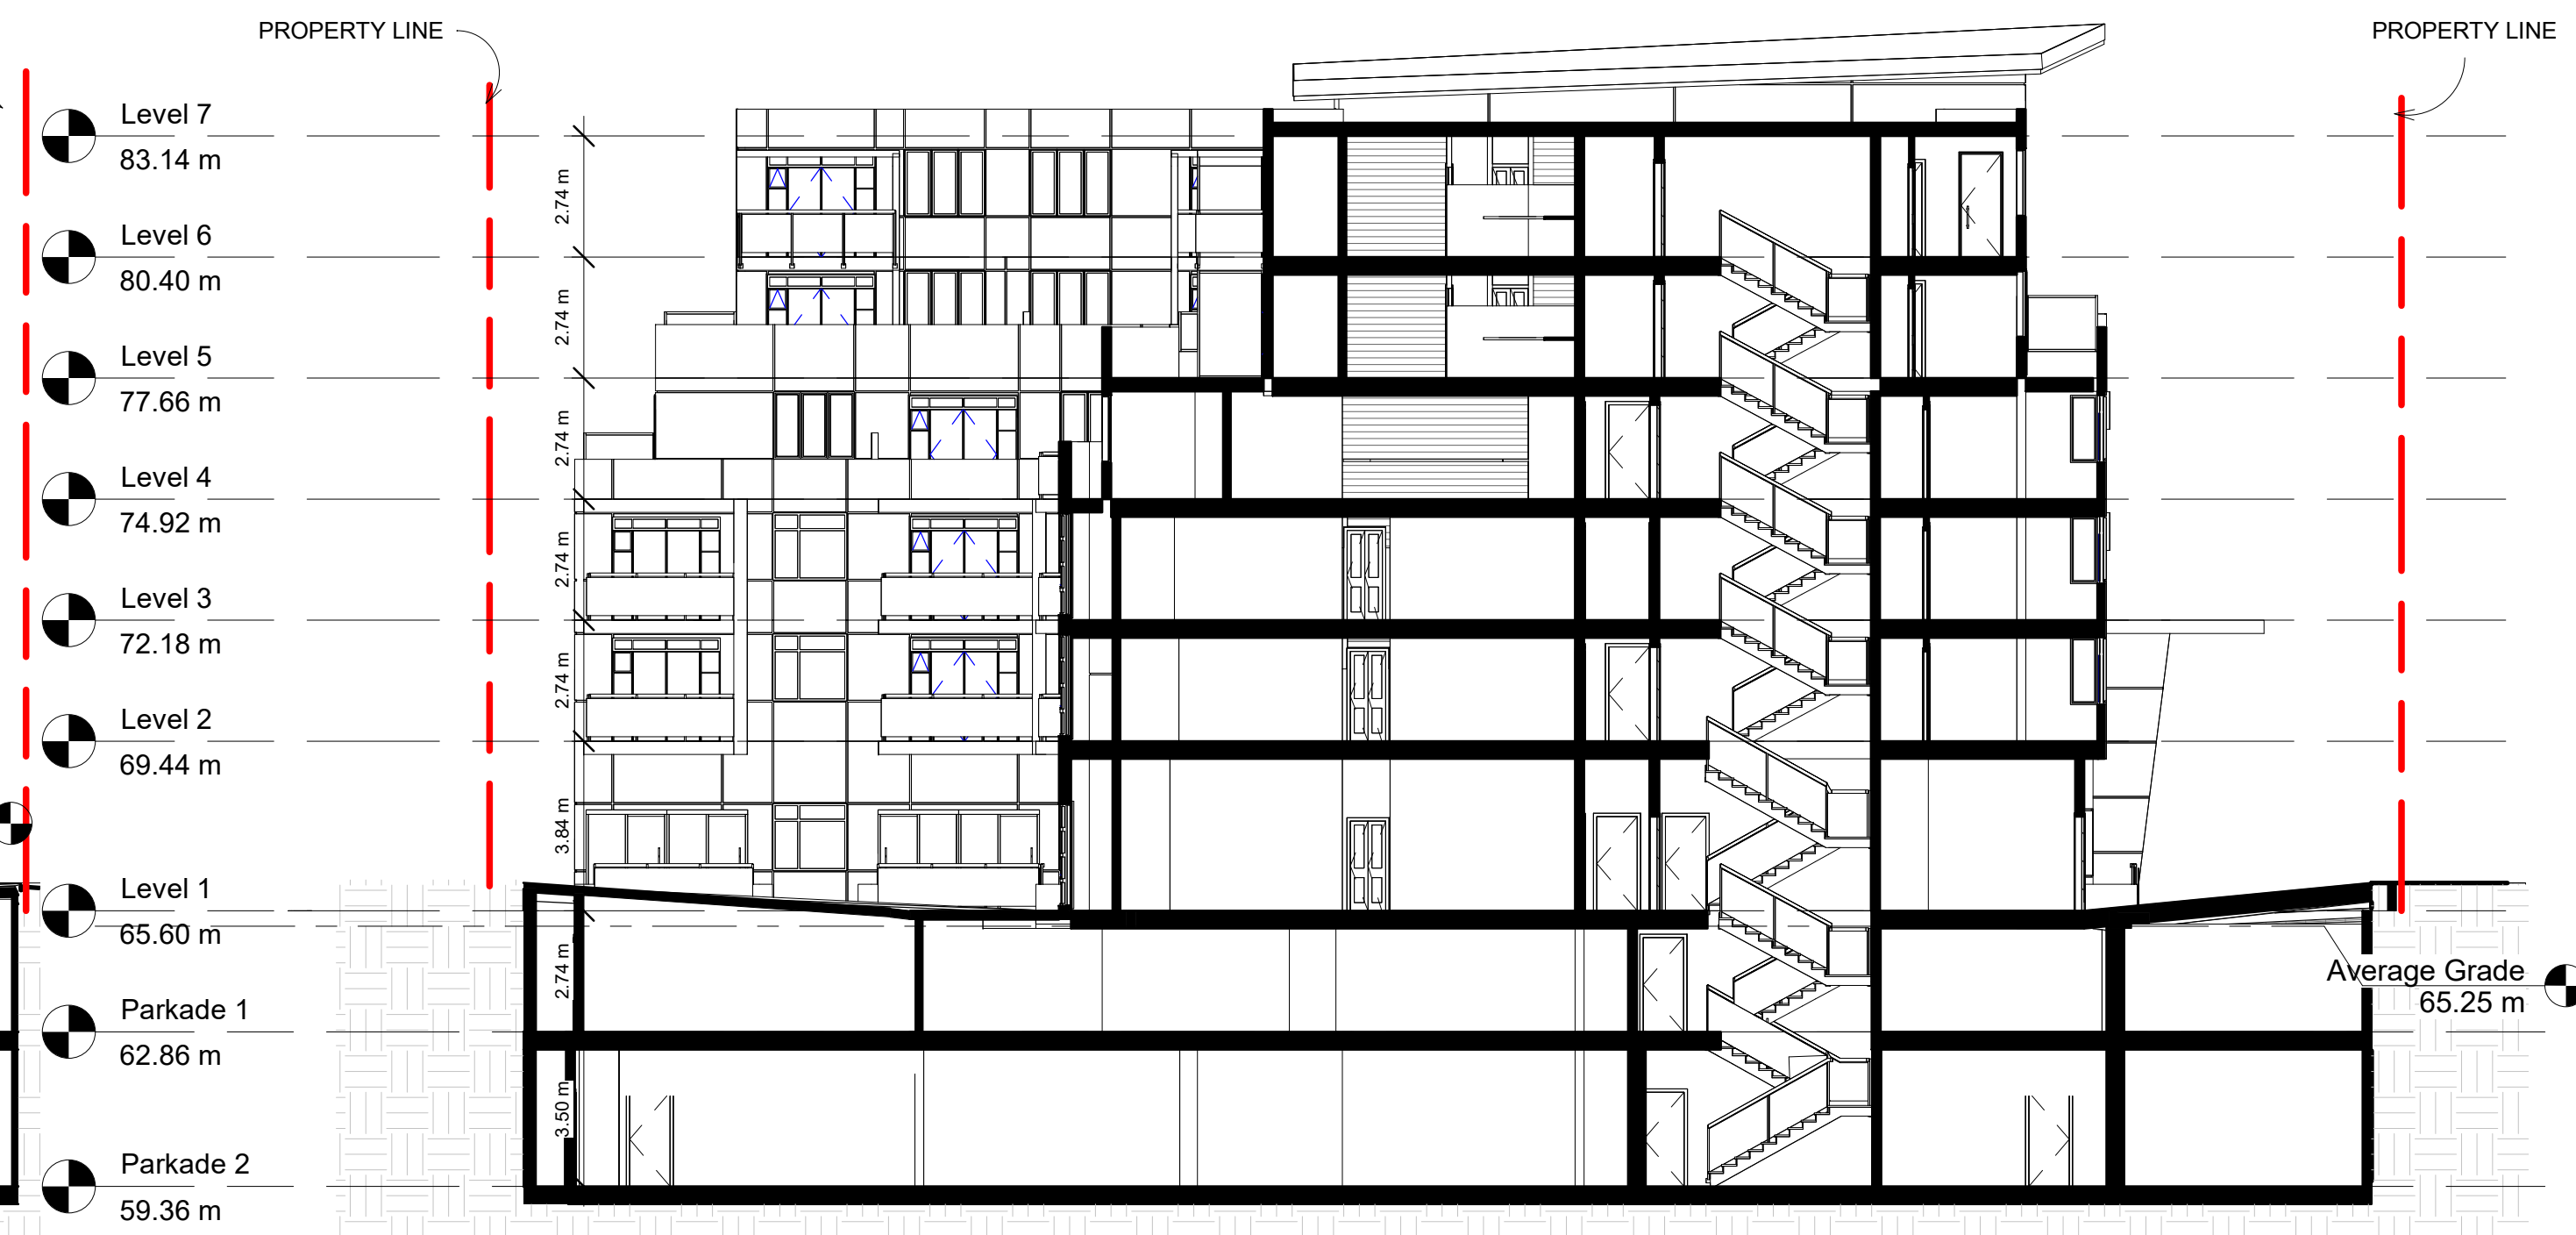 PROPERTY LINE
PROPERTY LINE
Level 7
83.14 m
2.74 m
Level 6
80.40 m
2.74 m
Level 5
77.66 m
2.74 m
Level 4
74.92 m
2.74 m
Level 3
72.18 m
2.74 m
Level 2
69.44 m
3.84 m
Level 1
65.60 m
2.74 m
Average Grade
65.25 m
Parkade 1
62.86 m
3.50 m
Parkade 2
59.36 m